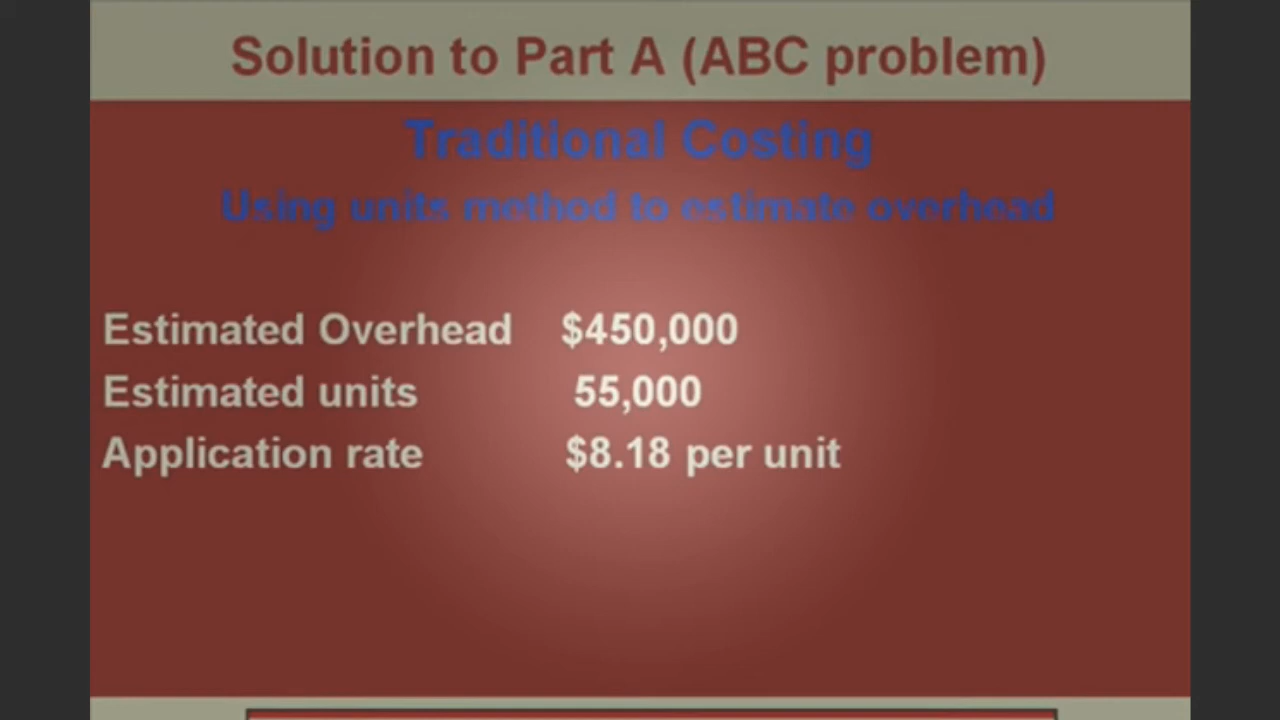 Solution to Part A (ABC problem)
Traditional Costing
Using units method to estimate overhead
Estimated Overhead $450,000
Estimated units 55,000
Application rate $8.18 per unit